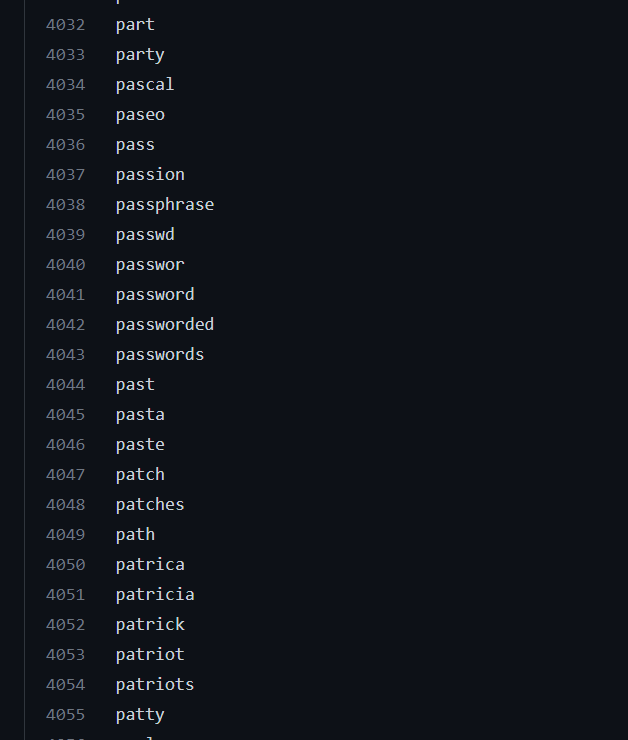 4032 part
4033 party
4034 pascal
4035 paseo
4036 pass
4037 passion
4038 passphrase
4039 passwd
4040 passwor
4041 password
4042 passworded
4043 passwords
4044 past
4045 pasta
4046 paste
4047 patch
4048 patches
4049 path
4050 patrica
4051 patricia
4052 patrick
4053 patriot
4054 patriots
4055 patty